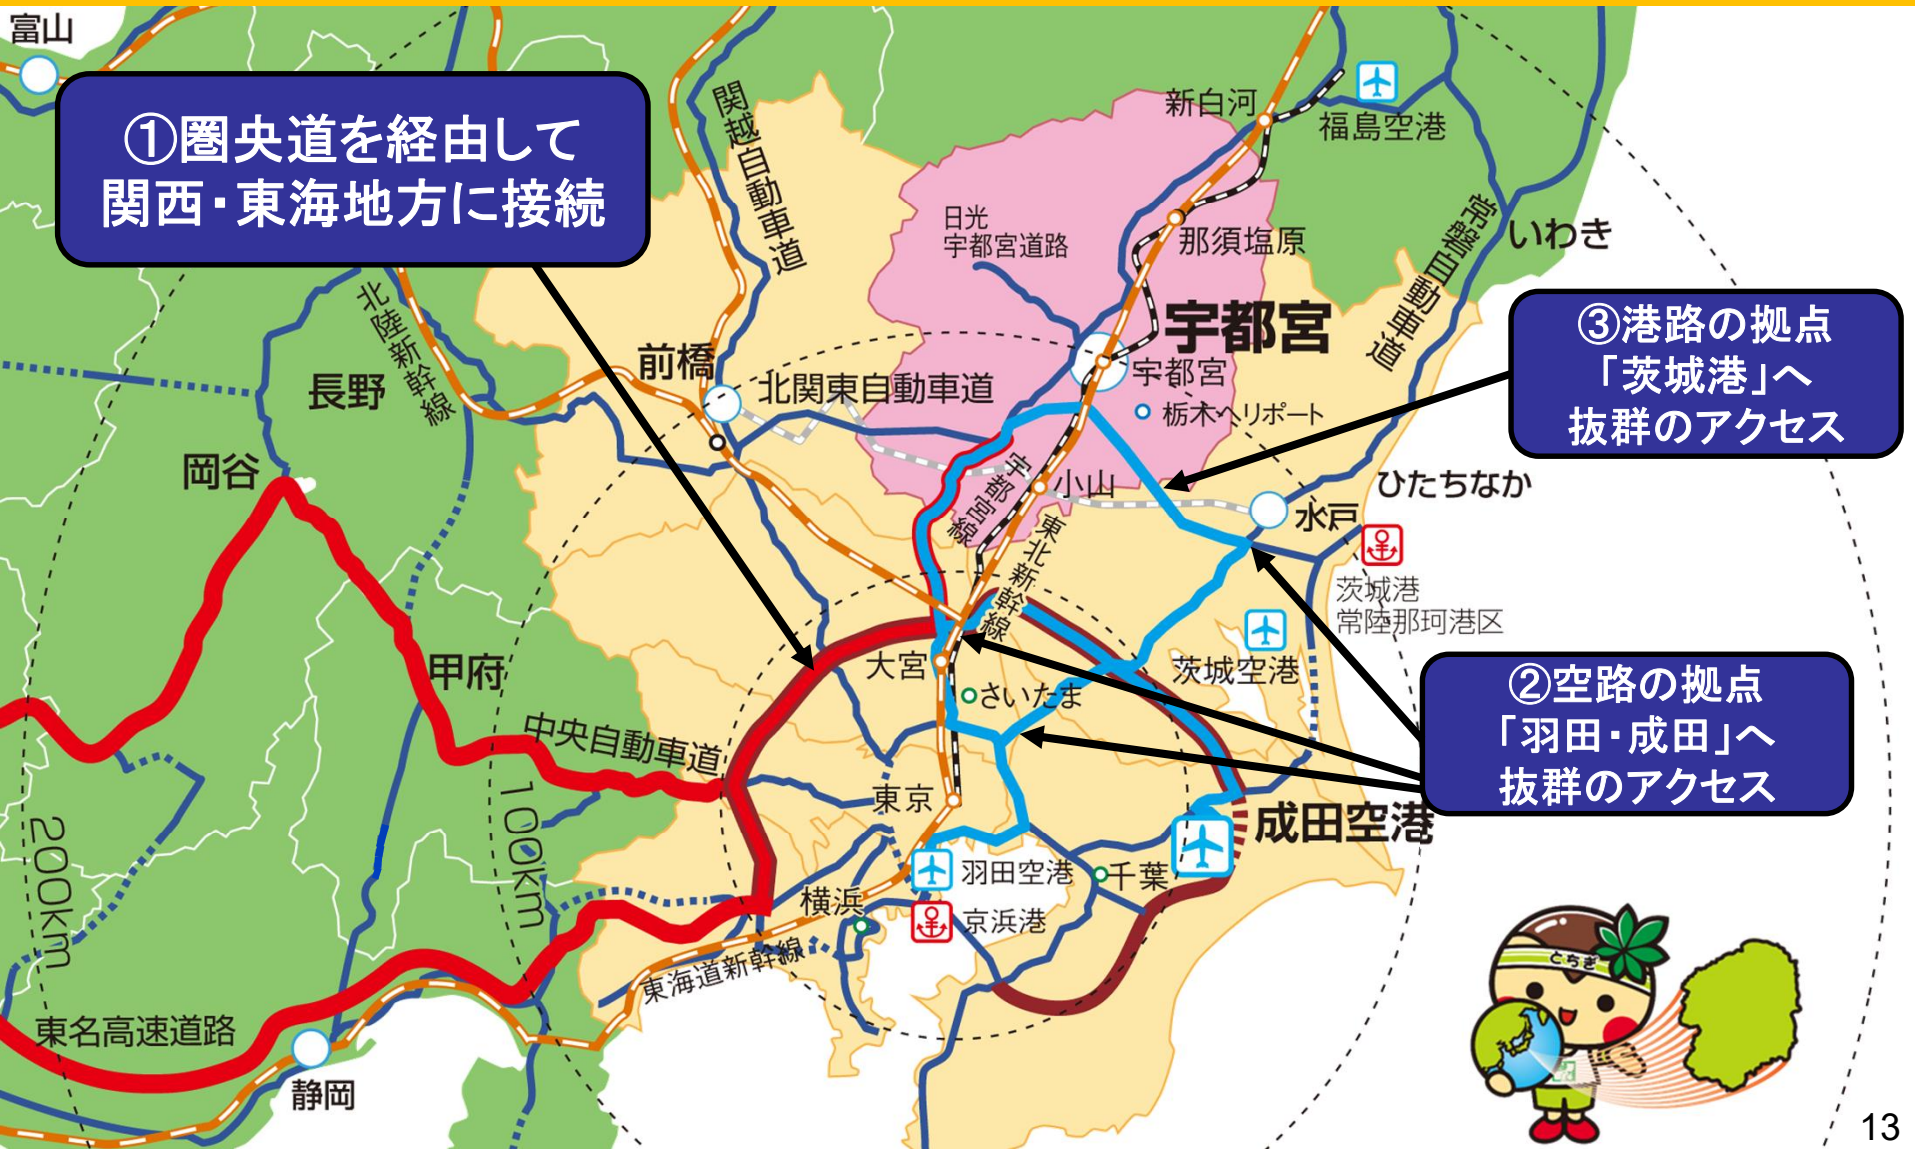 富山
①圏央道を経由して
関西・東海地方に接続
関越自動車道
新白河
福島空港
日光
宇都宮道路
那須塩原
常磐自動車道
いわき
北陸新幹線
宇都宮
宇都宮
栃木ヘリポート
③港路の拠点
「茨城港」へ
抜群のアクセス
前橋
北関東自動車道
長野
岡谷
宇都宮線
小山
東北新幹線
ひたちなか
水戸
茨城港
常陸那珂港区
茨城空港
甲府
大宮
さいたま
②空路の拠点
「羽田・成田」へ
抜群のアクセス
中央自動車道
東京
成田空港
200km
100km
羽田空港
千葉
横浜
京浜港
東海道新幹線
東名高速道路
静岡
とちぎ
13